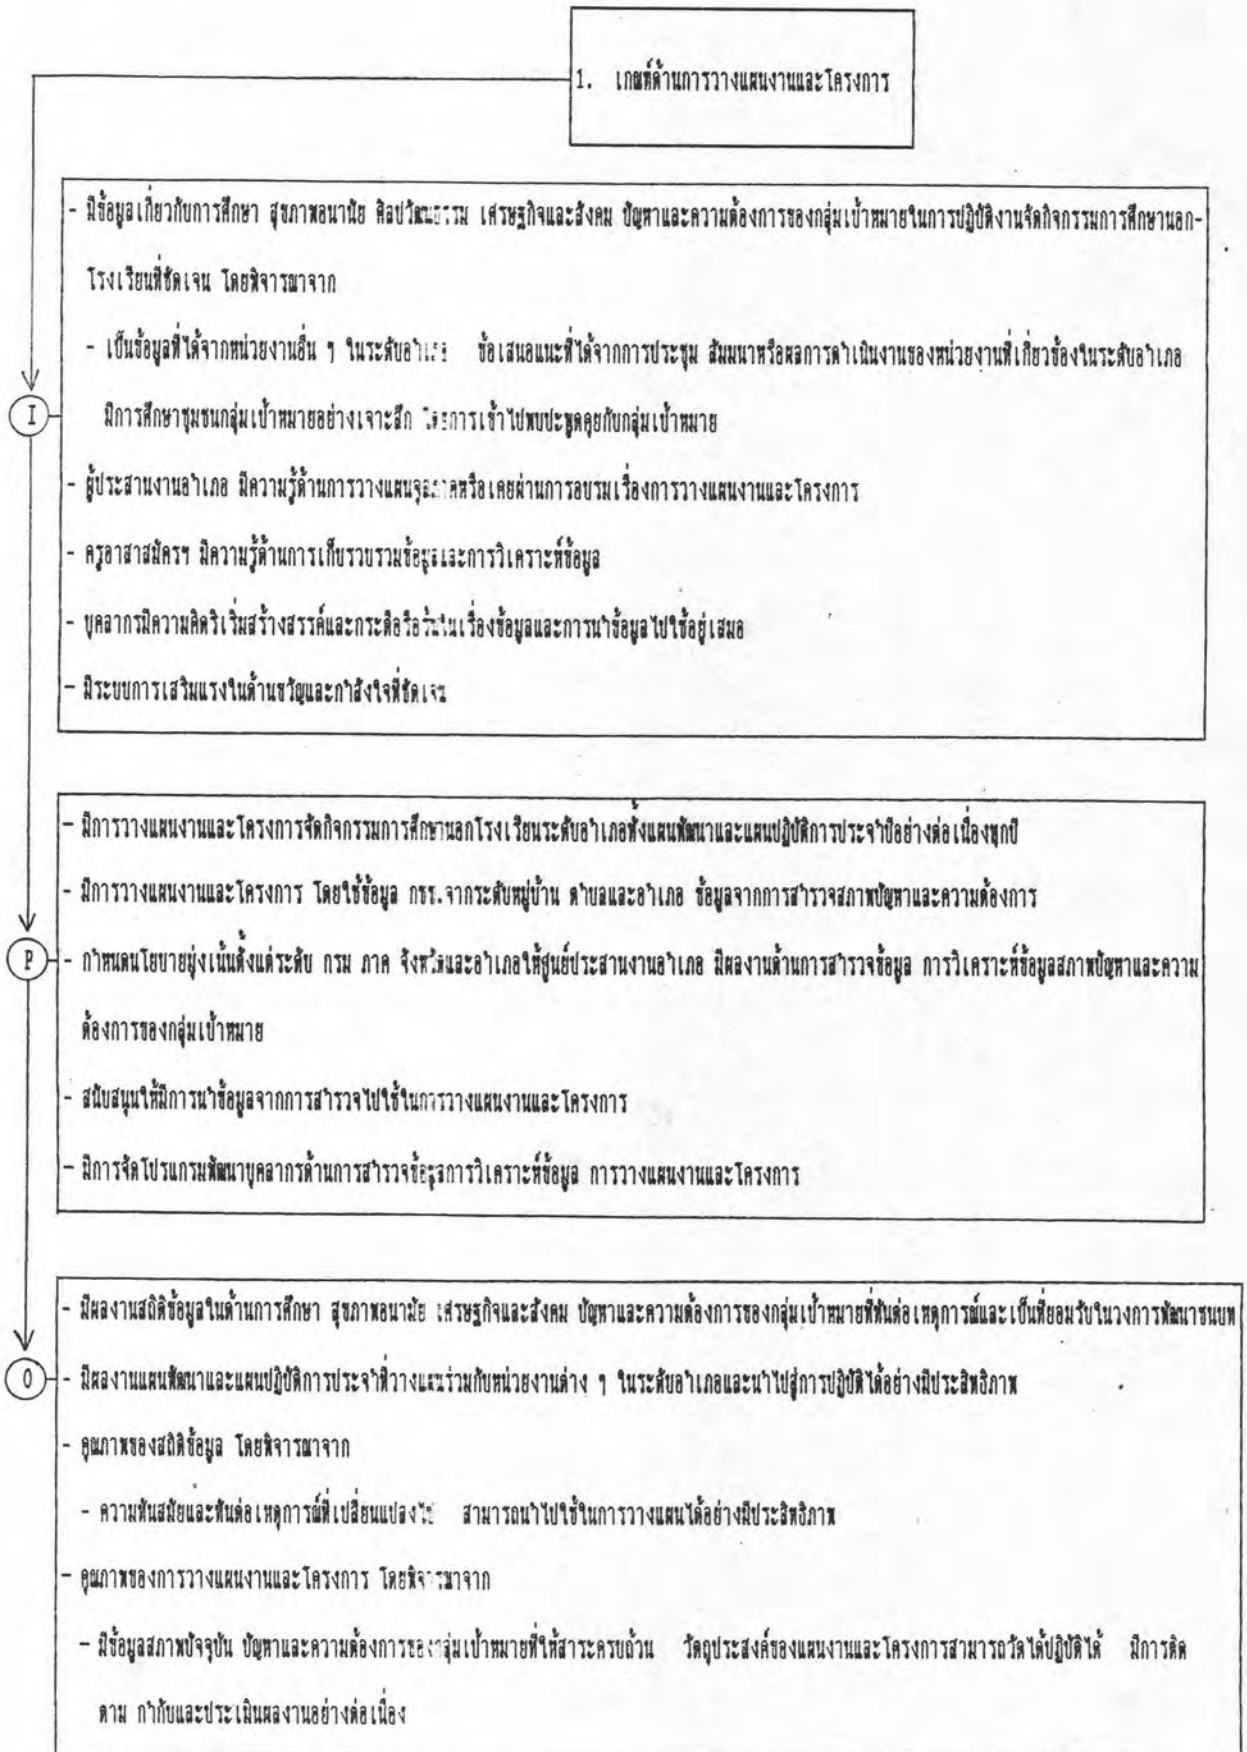 1. เกณฑ์ด้านการวางแผนงานและโครงการ
- มีข้อมูลเกี่ยวกับการศึกษา สุขภาพอนามัย ศิลปวัฒนธรรม เศรษฐกิจและสังคม ปัญหาและความต้องการของกลุ่มเป้าหมายในการปฏิบัติงานจัดกิจกรรมการศึกษานอก-
โรงเรียนที่ชัดเจน โดยพิจารณาจาก
- เป็นข้อมูลที่ได้จากหน่วยงานอื่น ๆ ในระดับอำเภอ ข้อเสนอแนะที่ได้จากการประชุม สัมมนาหรือผลการดำเนินงานของหน่วยงานที่เกี่ยวข้องในระดับอำเภอ
I มีการศึกษาชุมชนกลุ่มเป้าหมายอย่างเจาะลึก โดยการเข้าไปพบปะพูดคุยกับกลุ่มเป้าหมาย
- ผู้ประสานงานอำเภอ มีความรู้ด้านการวางแผนจุลภาคหรือเคยผ่านการอบรมเรื่องการวางแผนงานและโครงการ
- ครูอาสาสมัครฯ มีความรู้ด้านการเก็บรวบรวมข้อมูลและการวิเคราะห์ข้อมูล
- บุคลากรมีความคิดริเริ่มสร้างสรรค์และกระตือรือร้นในเรื่องข้อมูลและการนำข้อมูลไปใช้อยู่เสมอ
- มีระบบการเสริมแรงในด้านขวัญและกำลังใจที่ชัดเจน
- มีการวางแผนงานและโครงการจัดกิจกรรมการศึกษานอกโรงเรียนระดับอำเภอทั้งแผนพัฒนาและแผนปฏิบัติการประจำปีอย่างต่อเนื่องทุกปี
- มีการวางแผนงานและโครงการ โดยใช้ข้อมูล กชช.จากระดับหมู่บ้าน ตำบลและอำเภอ ข้อมูลจากการสำรวจสภาพปัญหาและความต้องการ
P - กำหนดนโยบายมุ่งเน้นตั้งแต่ระดับ กรม ภาค จังหวัดและอำเภอให้ศูนย์ประสานงานอำเภอ มีผลงานด้านการสำรวจข้อมูล การวิเคราะห์ข้อมูลสภาพปัญหาและความ
ต้องการของกลุ่มเป้าหมาย
- สนับสนุนให้มีการนำข้อมูลจากการสำรวจไปใช้ในการวางแผนงานและโครงการ
- มีการจัดโปรแกรมพัฒนาบุคลากรด้านการสำรวจข้อมูลการวิเคราะห์ข้อมูล การวางแผนงานและโครงการ
- มีผลงานสถิติข้อมูลในด้านการศึกษา สุขภาพอนามัย เศรษฐกิจและสังคม ปัญหาและความต้องการของกลุ่มเป้าหมายที่ทันต่อเหตุการณ์และเป็นที่ยอมรับในวงการพัฒนาชนบท
O - มีผลงานแผนพัฒนาและแผนปฏิบัติการประจำที่วางแผนร่วมกับหน่วยงานต่าง ๆ ในระดับอำเภอและนำไปสู่การปฏิบัติได้อย่างมีประสิทธิภาพ
- คุณภาพของสถิติข้อมูล โดยพิจารณาจาก
- ความทันสมัยและทันต่อเหตุการณ์ที่เปลี่ยนแปลงไป สามารถนำไปใช้ในการวางแผนได้อย่างมีประสิทธิภาพ
- คุณภาพของการวางแผนงานและโครงการ โดยพิจารณาจาก
- มีข้อมูลสภาพปัจจุบัน ปัญหาและความต้องการของกลุ่มเป้าหมายที่ให้สาระครบถ้วน วัตถุประสงค์ของแผนงานและโครงการสามารถวัดได้ปฏิบัติได้ มีการติด
ตาม กำกับและประเมินผลงานอย่างต่อเนื่อง